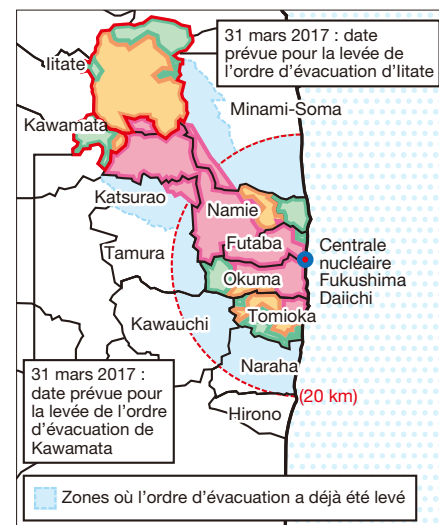 31 mars 2017 : date
prévue pour la levée de
l'ordre d'évacuation d'Iitate
Iitate
Minami-Soma
Kawamata
Katsurao
Namie
Futaba
Centrale
nucléaire
Fukushima
Daiichi
Tamura
Okuma
Kawauchi
Tomioka
31 mars 2017 :
date prévue pour
la levée de l'ordre
d'évacuation de
Kawamata
Naraha
(20 km)
Hirono
Zones où l'ordre d'évacuation a déjà été levé